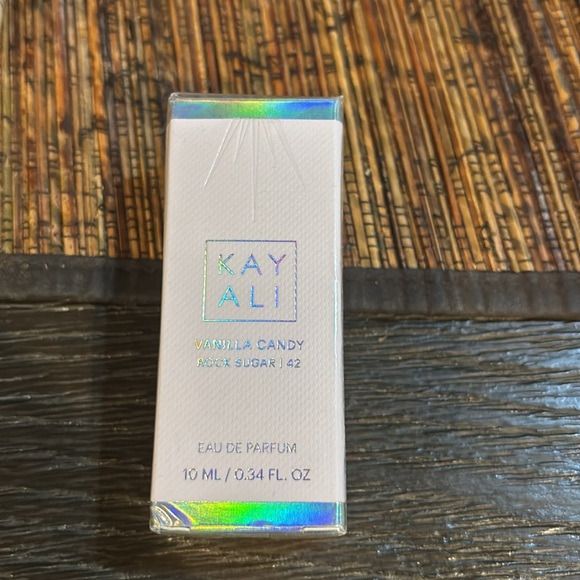 KAY
ALI
VANILLA CANDY
ROCK SUGAR | 42
EAU DE PARFUM
10 ML / 0.34 FL. OZ